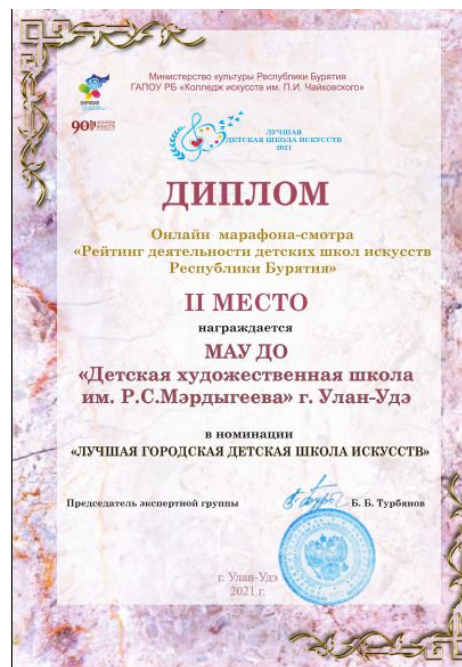 Министерство культуры Республики Бурятия
ГАПОУ РБ «Колледж искусств им. П.И. Чайковского»
БУРЯТИЯ
90
ЛУЧШАЯ
ДЕТСКАЯ ШКОЛА ИСКУССТВ
2021
ДИПЛОМ
Онлайн марафона-смотра
«Рейтинг деятельности детских школ искусств
Республики Бурятия»
II МЕСТО
награждается
МАУ ДО
«Детская художественная школа
им. Р.С.Мэрдыгеева» г. Улан-Удэ
в номинации
«ЛУЧШАЯ ГОРОДСКАЯ ДЕТСКАЯ ШКОЛА ИСКУССТВ»
Председатель экспертной группы
Б. Б. Турбянов
г. Улан-Удэ
2021 г.